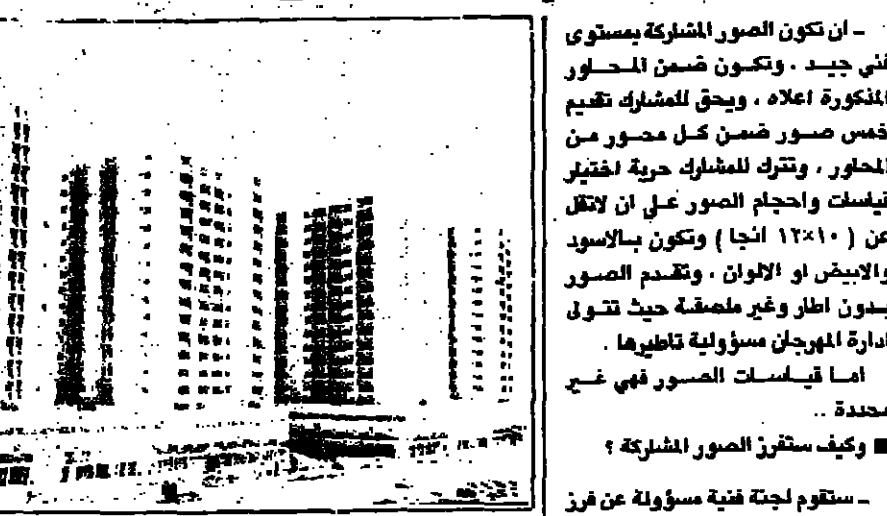 ـ ان تكون الصور المشاركة بمستوى
فني جيد . وتكون ضمن المحاور
المذكورة اعلاه ، ويحق للمشارك تقديم
خمس صور ضمن كل محور من
المحاور ، وتترك للمشارك حرية اختيار
قياسات واحجام الصور على ان لاتقل
عن ( ١٠×١٢ انجا ) وتكون بالاسود
والابيض او الالوان ، وتقدم الصور
بدون اطار وغير ملصقة حيث تتولى
ادارة المهرجان مسؤولية تاطيرها .
اما قياسات الصور فهي غير
محددة ..
■ وكيف ستفرز الصور المشاركة ؟
ـ ستقوم لجنة فنية مسؤولة عن فرز